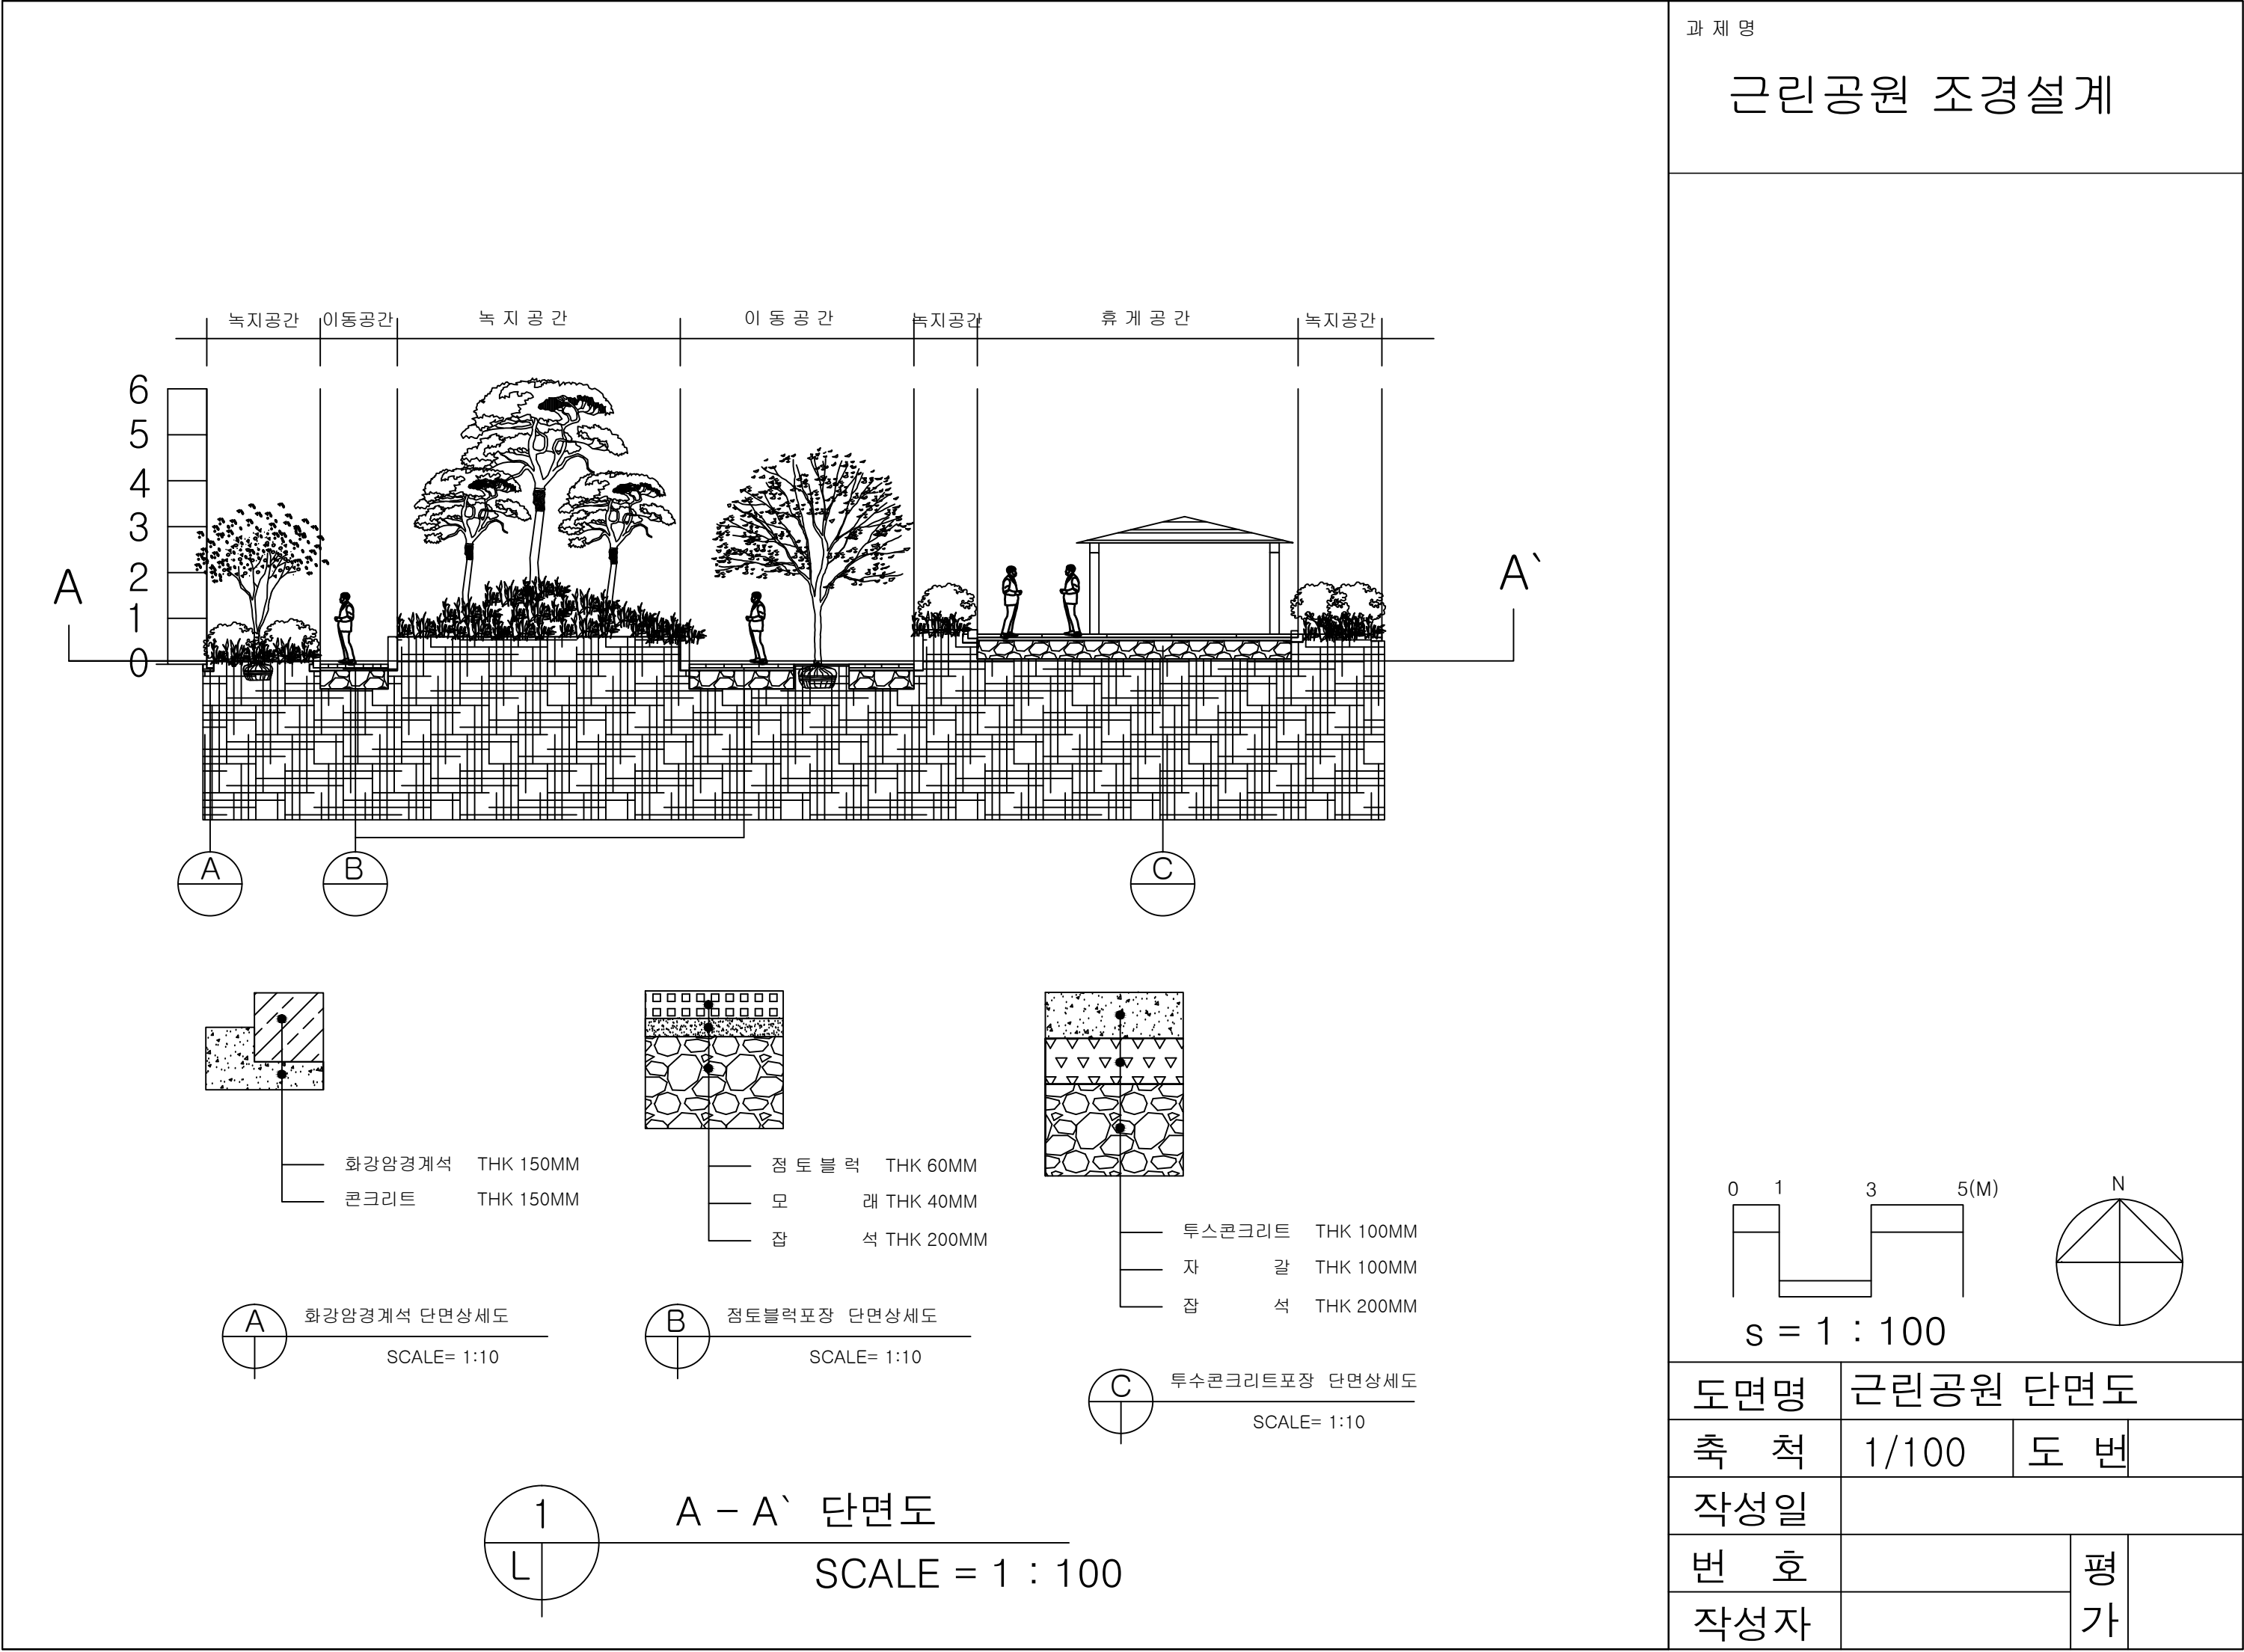 과 제 명
근린공원 조경설계
녹지공간 이동공간 녹 지 공 간 이 동 공 간 녹지공간 휴 게 공 간 녹지공간
6
5
4
3
2
1
0
A A`
A B C
화강암경계석 THK 150MM
콘크리트 THK 150MM
A 화강암경계석 단면상세도
SCALE= 1:10
점 토 블 럭 THK 60MM
모 래 THK 40MM
잡 석 THK 200MM
B 점토블럭포장 단면상세도
SCALE= 1:10
투스콘크리트 THK 100MM
자 갈 THK 100MM
잡 석 THK 200MM
C 투수콘크리트포장 단면상세도
SCALE= 1:10
1
L
A - A` 단면도
SCALE = 1 : 100
0 1 3 5(M)
N
s = 1 : 100
도면명 근린공원 단면도
축 척 1/100 도 번
작성일
번 호 평
작성자 가